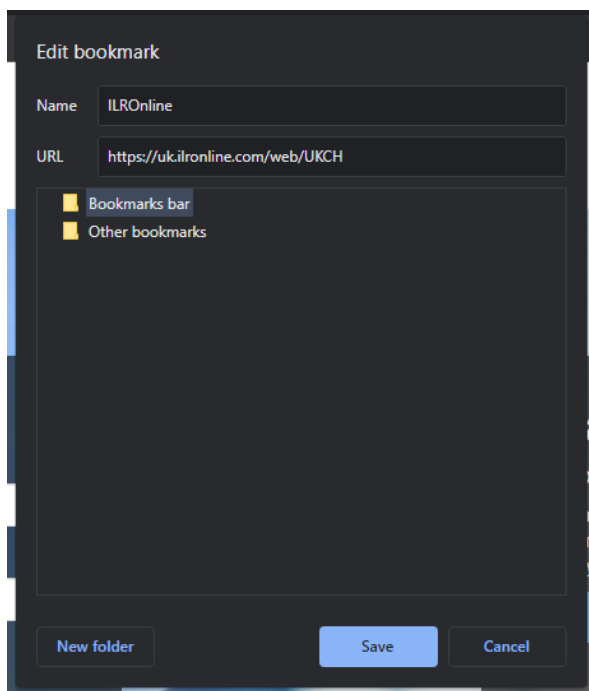 Edit bookmark
Name ILROnline
URL https://uk.ilronline.com/web/UKCH
Bookmarks bar
Other bookmarks
New folder Save Cancel